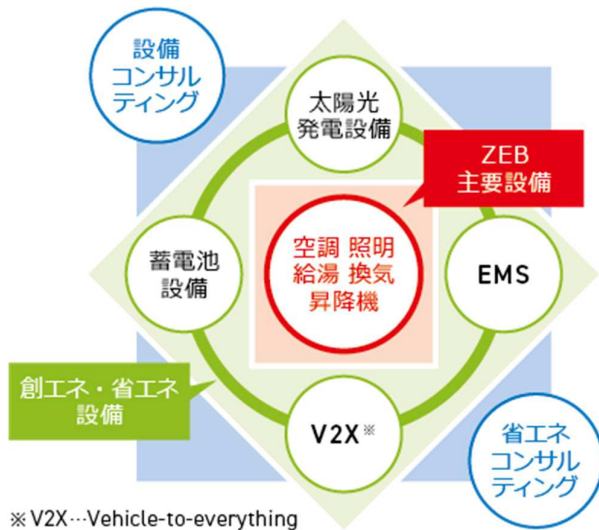 設備
コンサル
ティング
太陽光
発電設備
ZEB
主要設備
蓄電池
設備
空調 照明
給湯 換気
昇降機
EMS
創エネ・省エネ
設備
V2X※
省エネ
コンサル
ティング
※V2X…Vehicle-to-everything